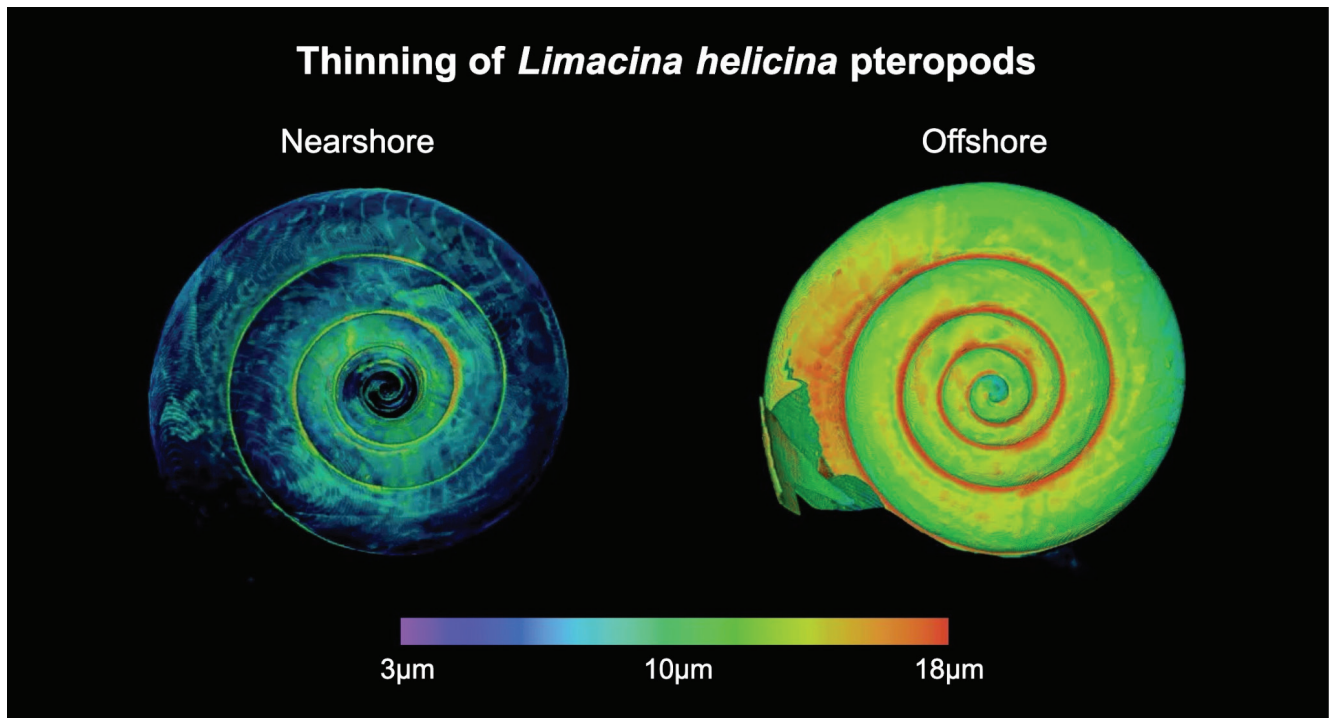 Thinning of Limacina helicina pteropods
Nearshore
Offshore
3µm
10µm
18µm